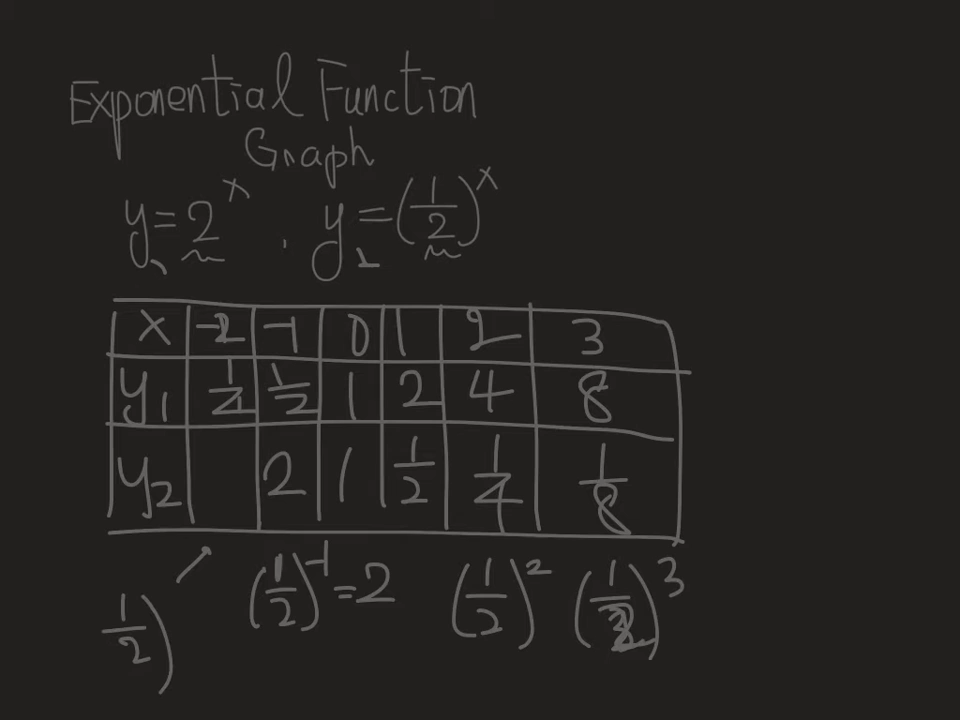 Exponential Function
Graph
y₁ = 2^x . y₂ = (1/2)^x
x -2 -1 0 1 2 3
y₁ 1/4 1/2 1 2 4 8
y₂ 2 1 1/2 1/4 1/8
1/2) (1/2)^-1 = 2 (1/2)^2 (1/2)^3